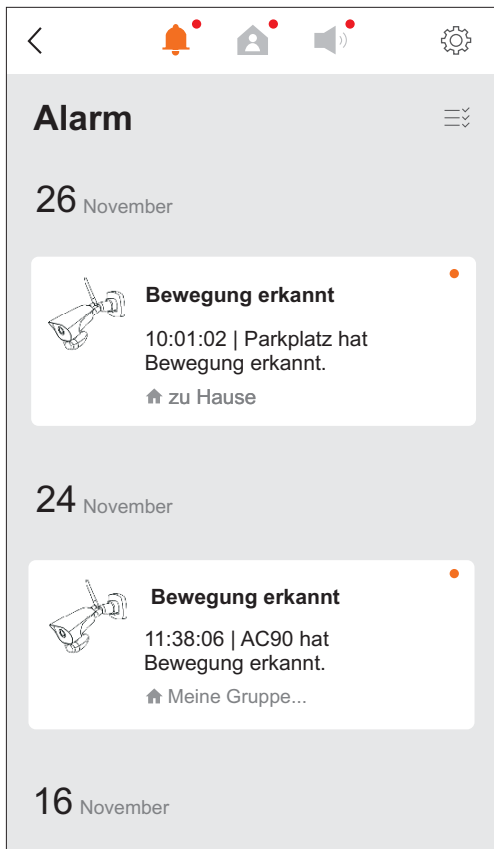 Alarm
26 November
Bewegung erkannt
10:01:02 | Parkplatz hat
Bewegung erkannt.
zu Hause
24 November
Bewegung erkannt
11:38:06 | AC90 hat
Bewegung erkannt.
Meine Gruppe...
16 November